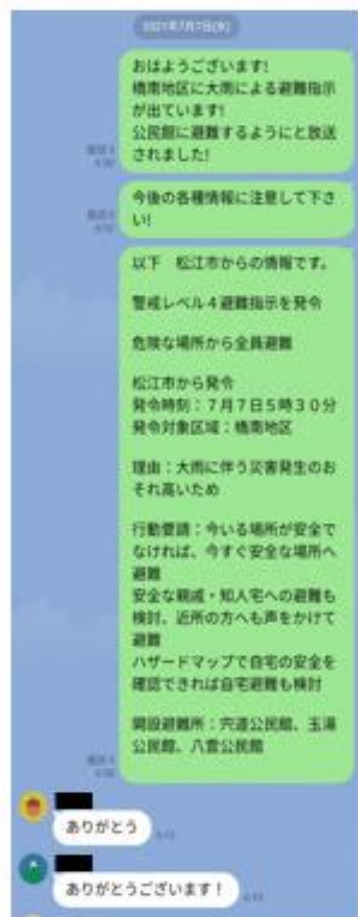 2021年7月7日(水)
おはようございます!
橋南地区に大雨による避難指示
が出ています!
公民館に避難するようにと放送
されました!
今後の各種情報に注意して下さ
い!
以下　松江市からの情報です。
警戒レベル４避難指示を発令
危険な場所から全員避難
松江市から発令
発令時刻：７月７日５時３０分
発令対象区域：橋南地区
理由：大雨に伴う災害発生のお
それ高いため
行動要請：今いる場所が安全で
なければ、今すぐ安全な場所へ
避難
安全な親戚・知人宅への避難も
検討、近所の方へも声をかけて
避難
ハザードマップで自宅の安全を
確認できれば自宅避難も検討
開設避難所：宍道公民館、玉湯
公民館、八雲公民館
ありがとう
ありがとうございます！